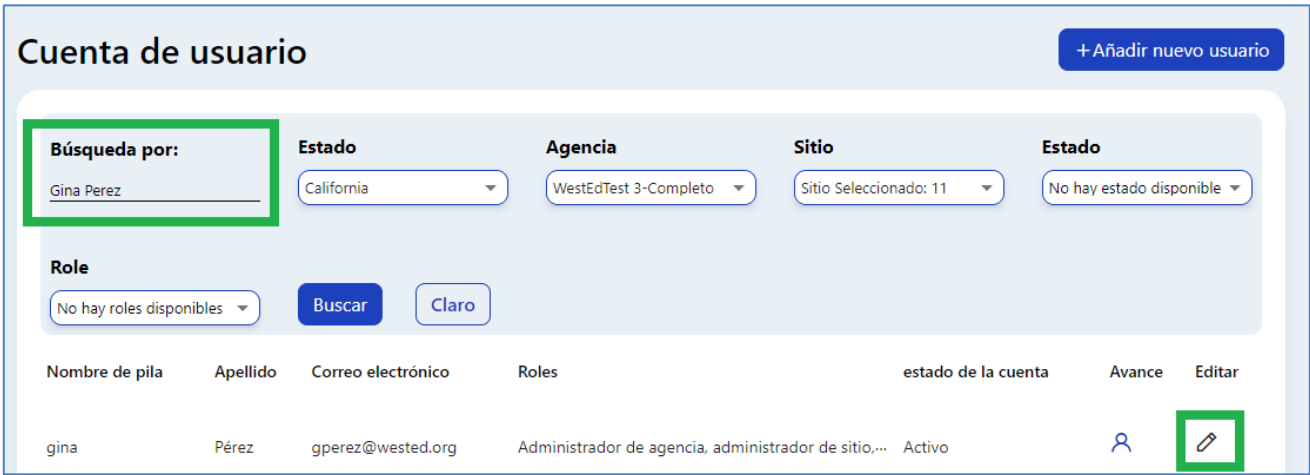 Cuenta de usuario
+Añadir nuevo usuario
Búsqueda por:
Gina Perez
Estado
California
Agencia
WestEdTest 3-Completo
Sitio
Sitio Seleccionado: 11
Estado
No hay estado disponible
Role
No hay roles disponibles
Buscar
Claro
Nombre de pila Apellido Correo electrónico Roles estado de la cuenta Avance Editar
gina Pérez gperez@wested.org Administrador de agencia, administrador de sitio,... Activo